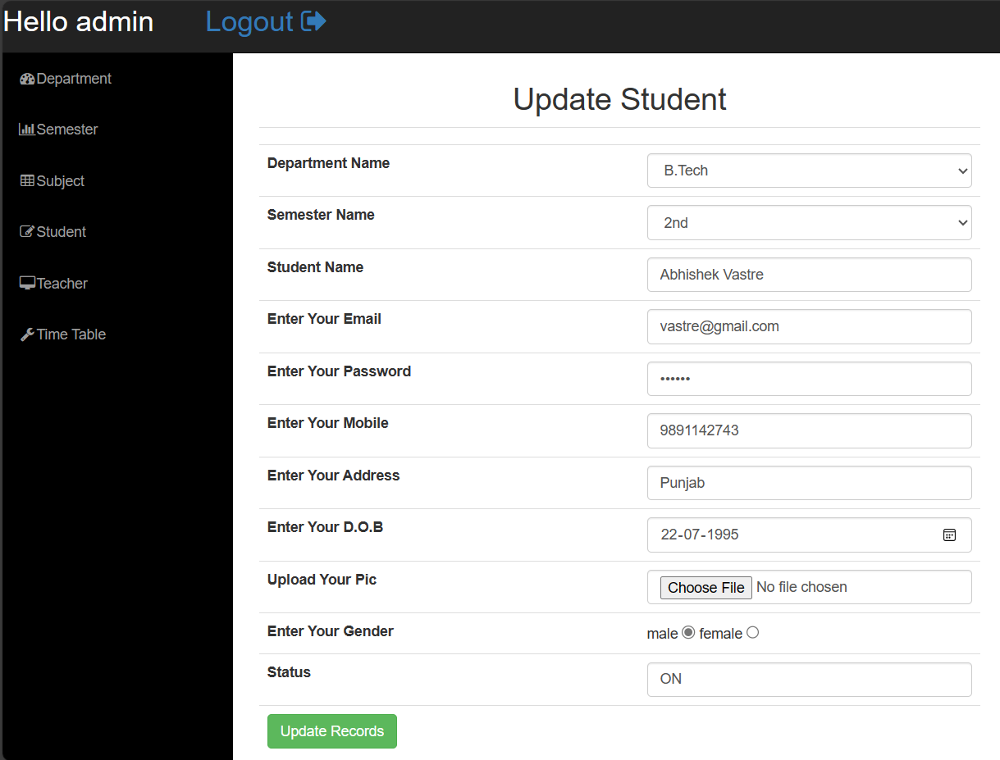 Hello admin Logout
Department
Semester
Subject
Student
Teacher
Time Table
Update Student
Department Name B.Tech
Semester Name 2nd
Student Name Abhishek Vastre
Enter Your Email vastre@gmail.com
Enter Your Password ••••••
Enter Your Mobile 9891142743
Enter Your Address Punjab
Enter Your D.O.B 22-07-1995
Upload Your Pic Choose File No file chosen
Enter Your Gender male female
Status ON
Update Records